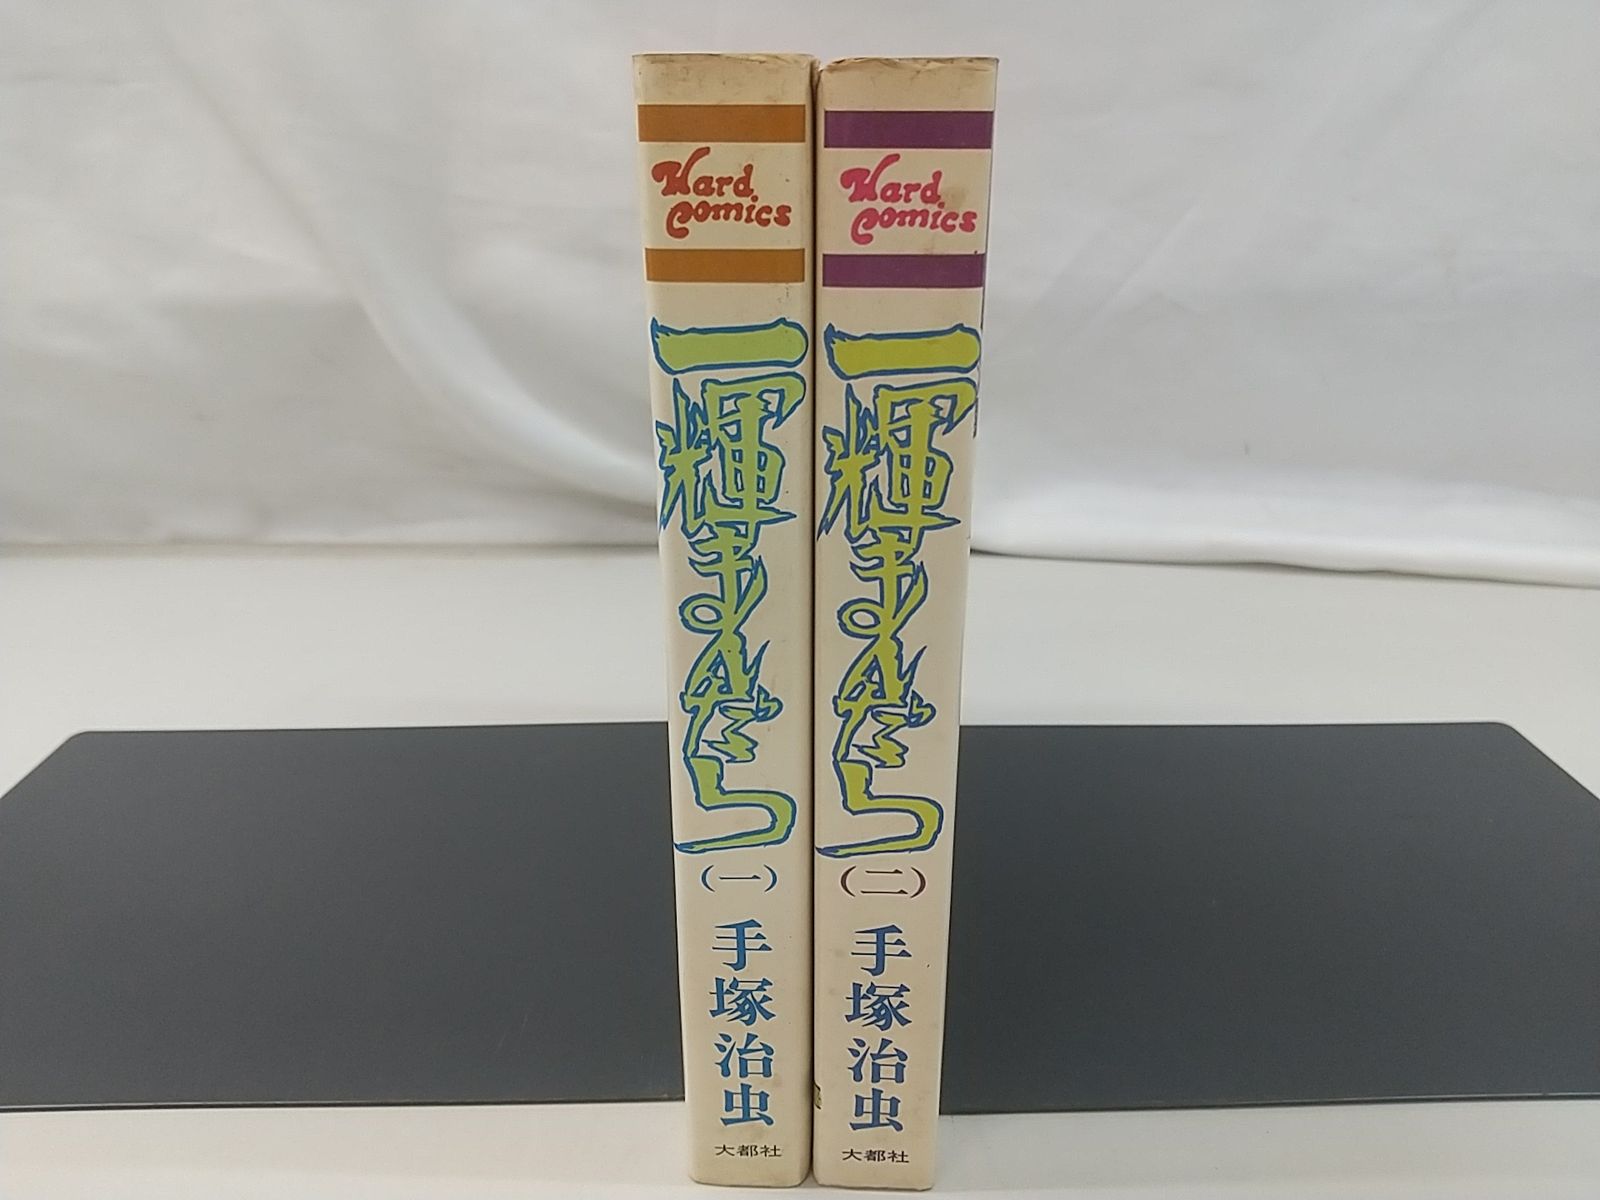 Hard
Comics
一輝まんだら
(一)
手塚治虫
大都社
Hard
Comics
一輝まんだら
(二)
手塚治虫
大都社